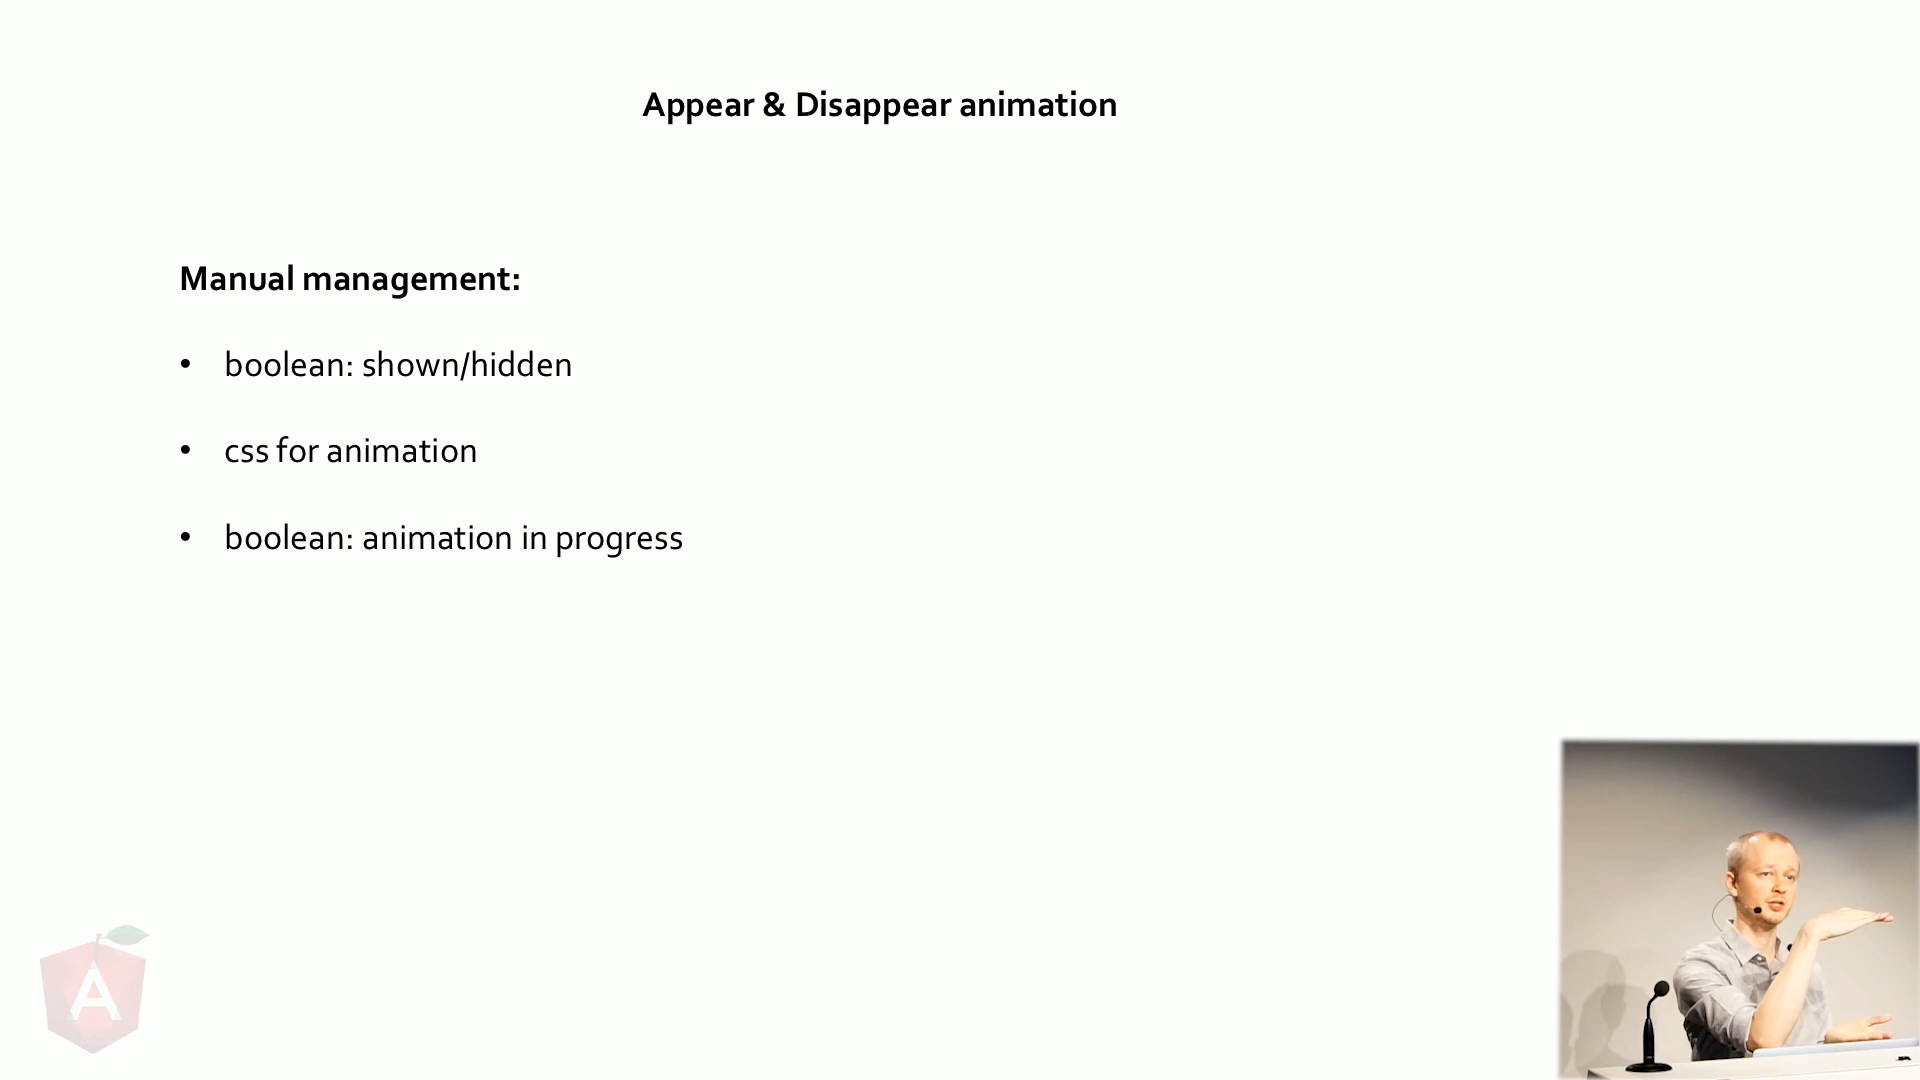 Appear & Disappear animation
Manual management:
• boolean: shown/hidden
• css for animation
• boolean: animation in progress
A